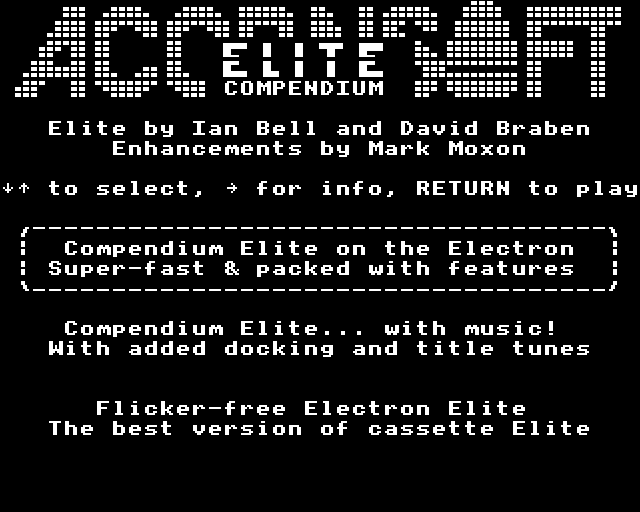 ACORNSOFT
ELITE
COMPENDIUM
Elite by Ian Bell and David Braben
Enhancements by Mark Moxon
↓↑ to select, → for info, RETURN to play
Compendium Elite on the Electron
Super-fast & packed with features
Compendium Elite... with music!
With added docking and title tunes
Flicker-free Electron Elite
The best version of cassette Elite